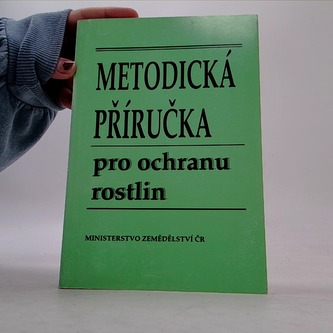 METODICKÁ
PŘÍRUČKA
pro ochranu
rostlin
MINISTERSTVO ZEMĚDĚLSTVÍ ČR